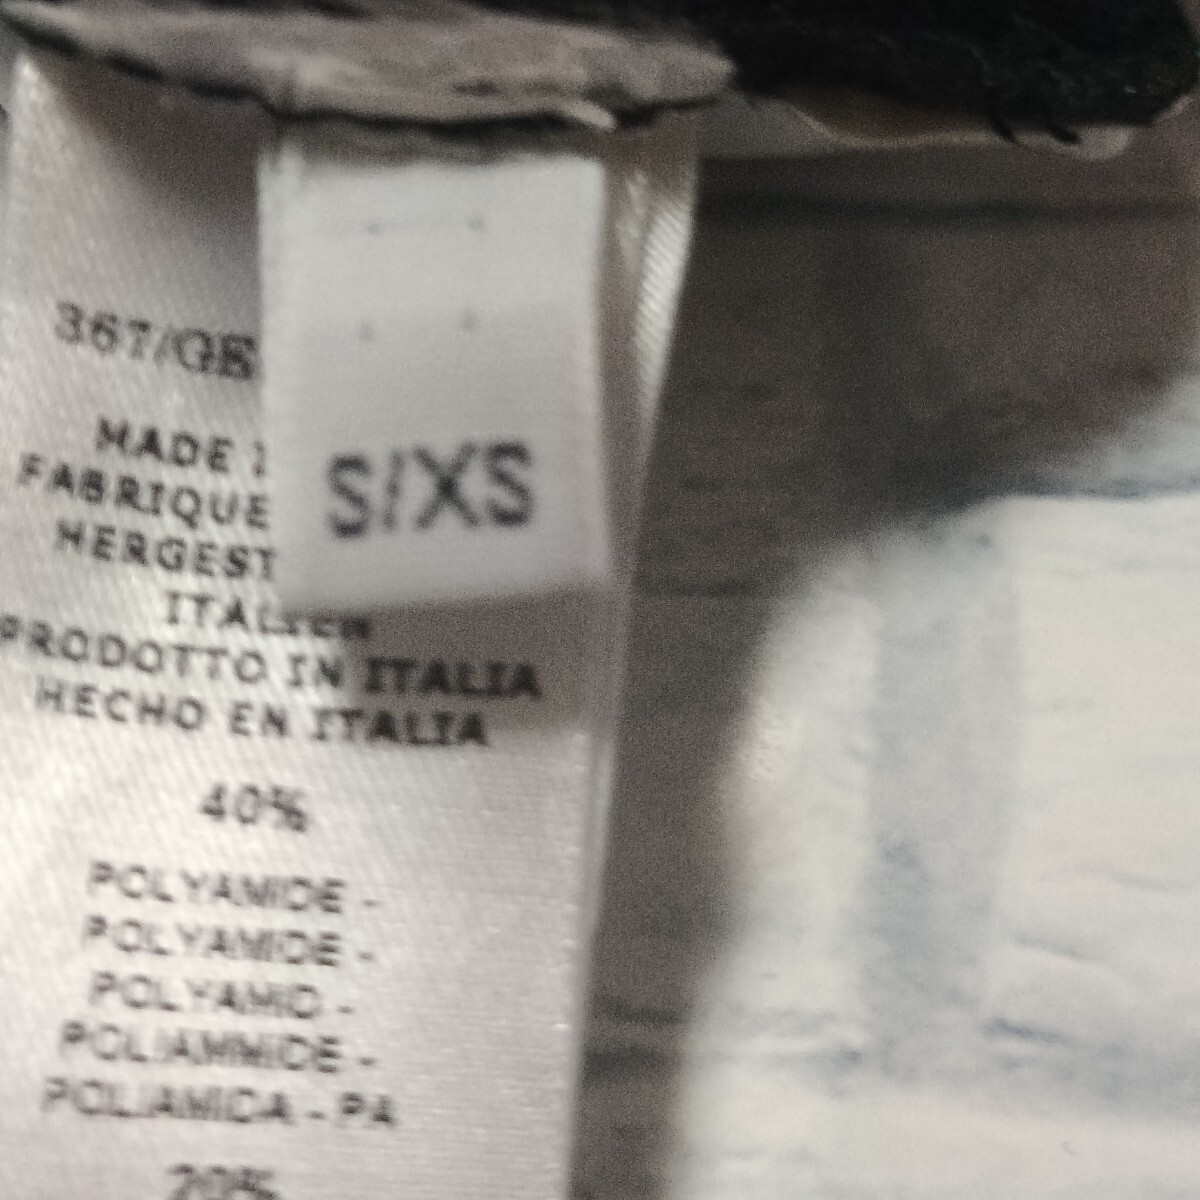 367/GE
S/XS
MADE I
FABRIQUE
HERGEST
ITALIEN
PRODOTTO IN ITALIA
HECHO EN ITALIA
40%
POLYAMIDE -
POLYAMIDE -
POLYAMID -
POLIAMMIDE -
POLIAMIDA - PA
20%